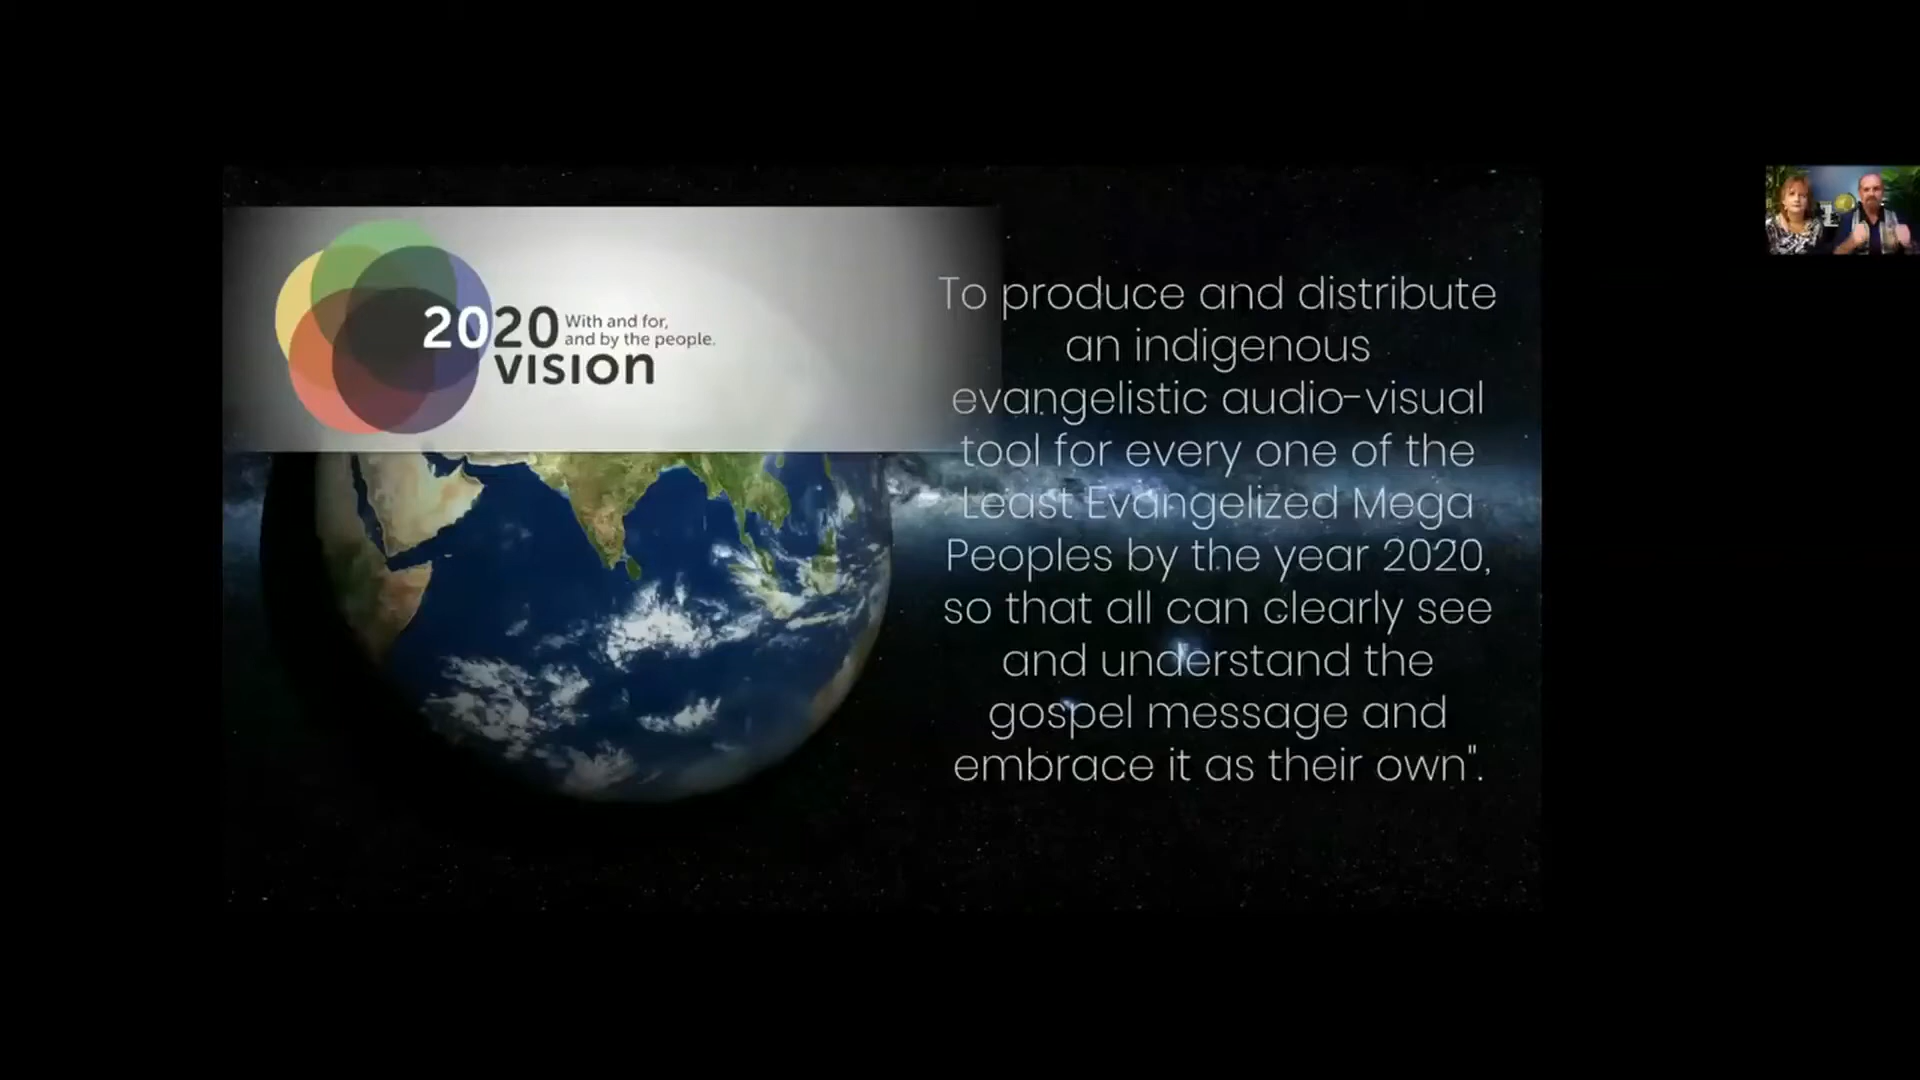 2020 With and for,
and by the people.
vision
To produce and distribute
an indigenous
evangelistic audio-visual
tool for every one of the
Least Evangelized Mega
Peoples by the year 2020,
so that all can clearly see
and understand the
gospel message and
embrace it as their own".